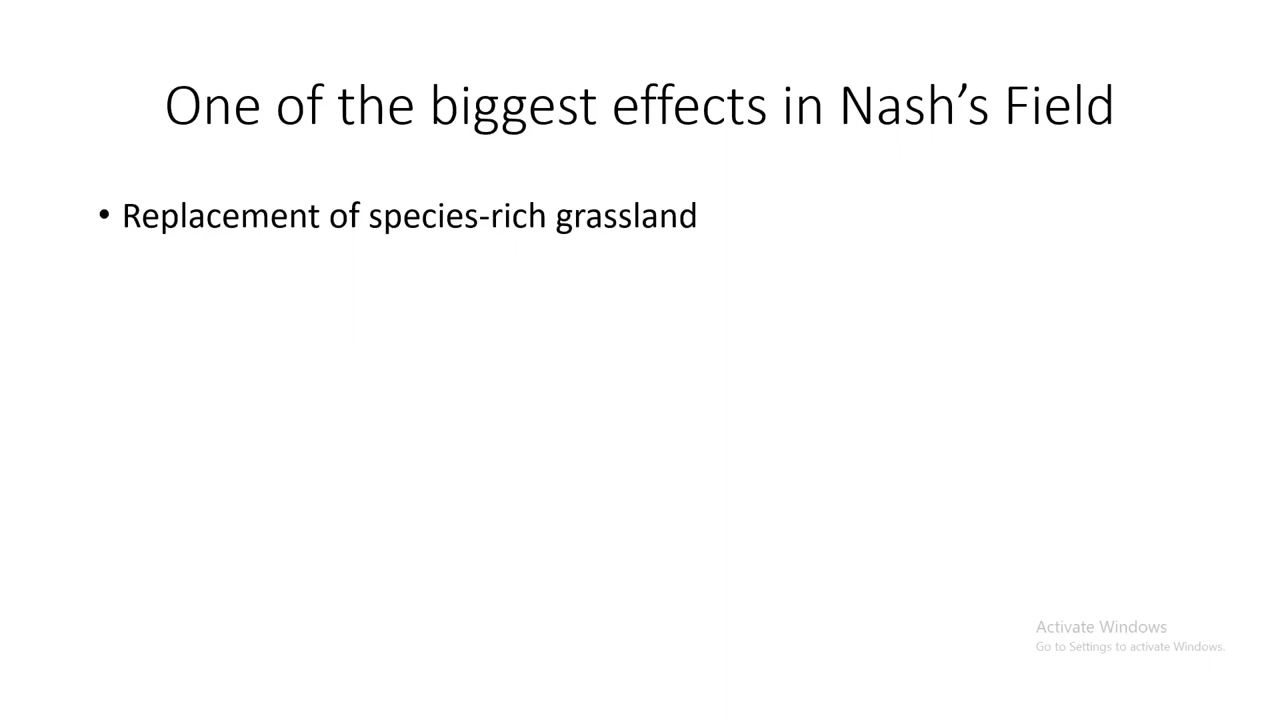 One of the biggest effects in Nash’s Field
• Replacement of species-rich grassland
Activate Windows
Go to Settings to activate Windows.